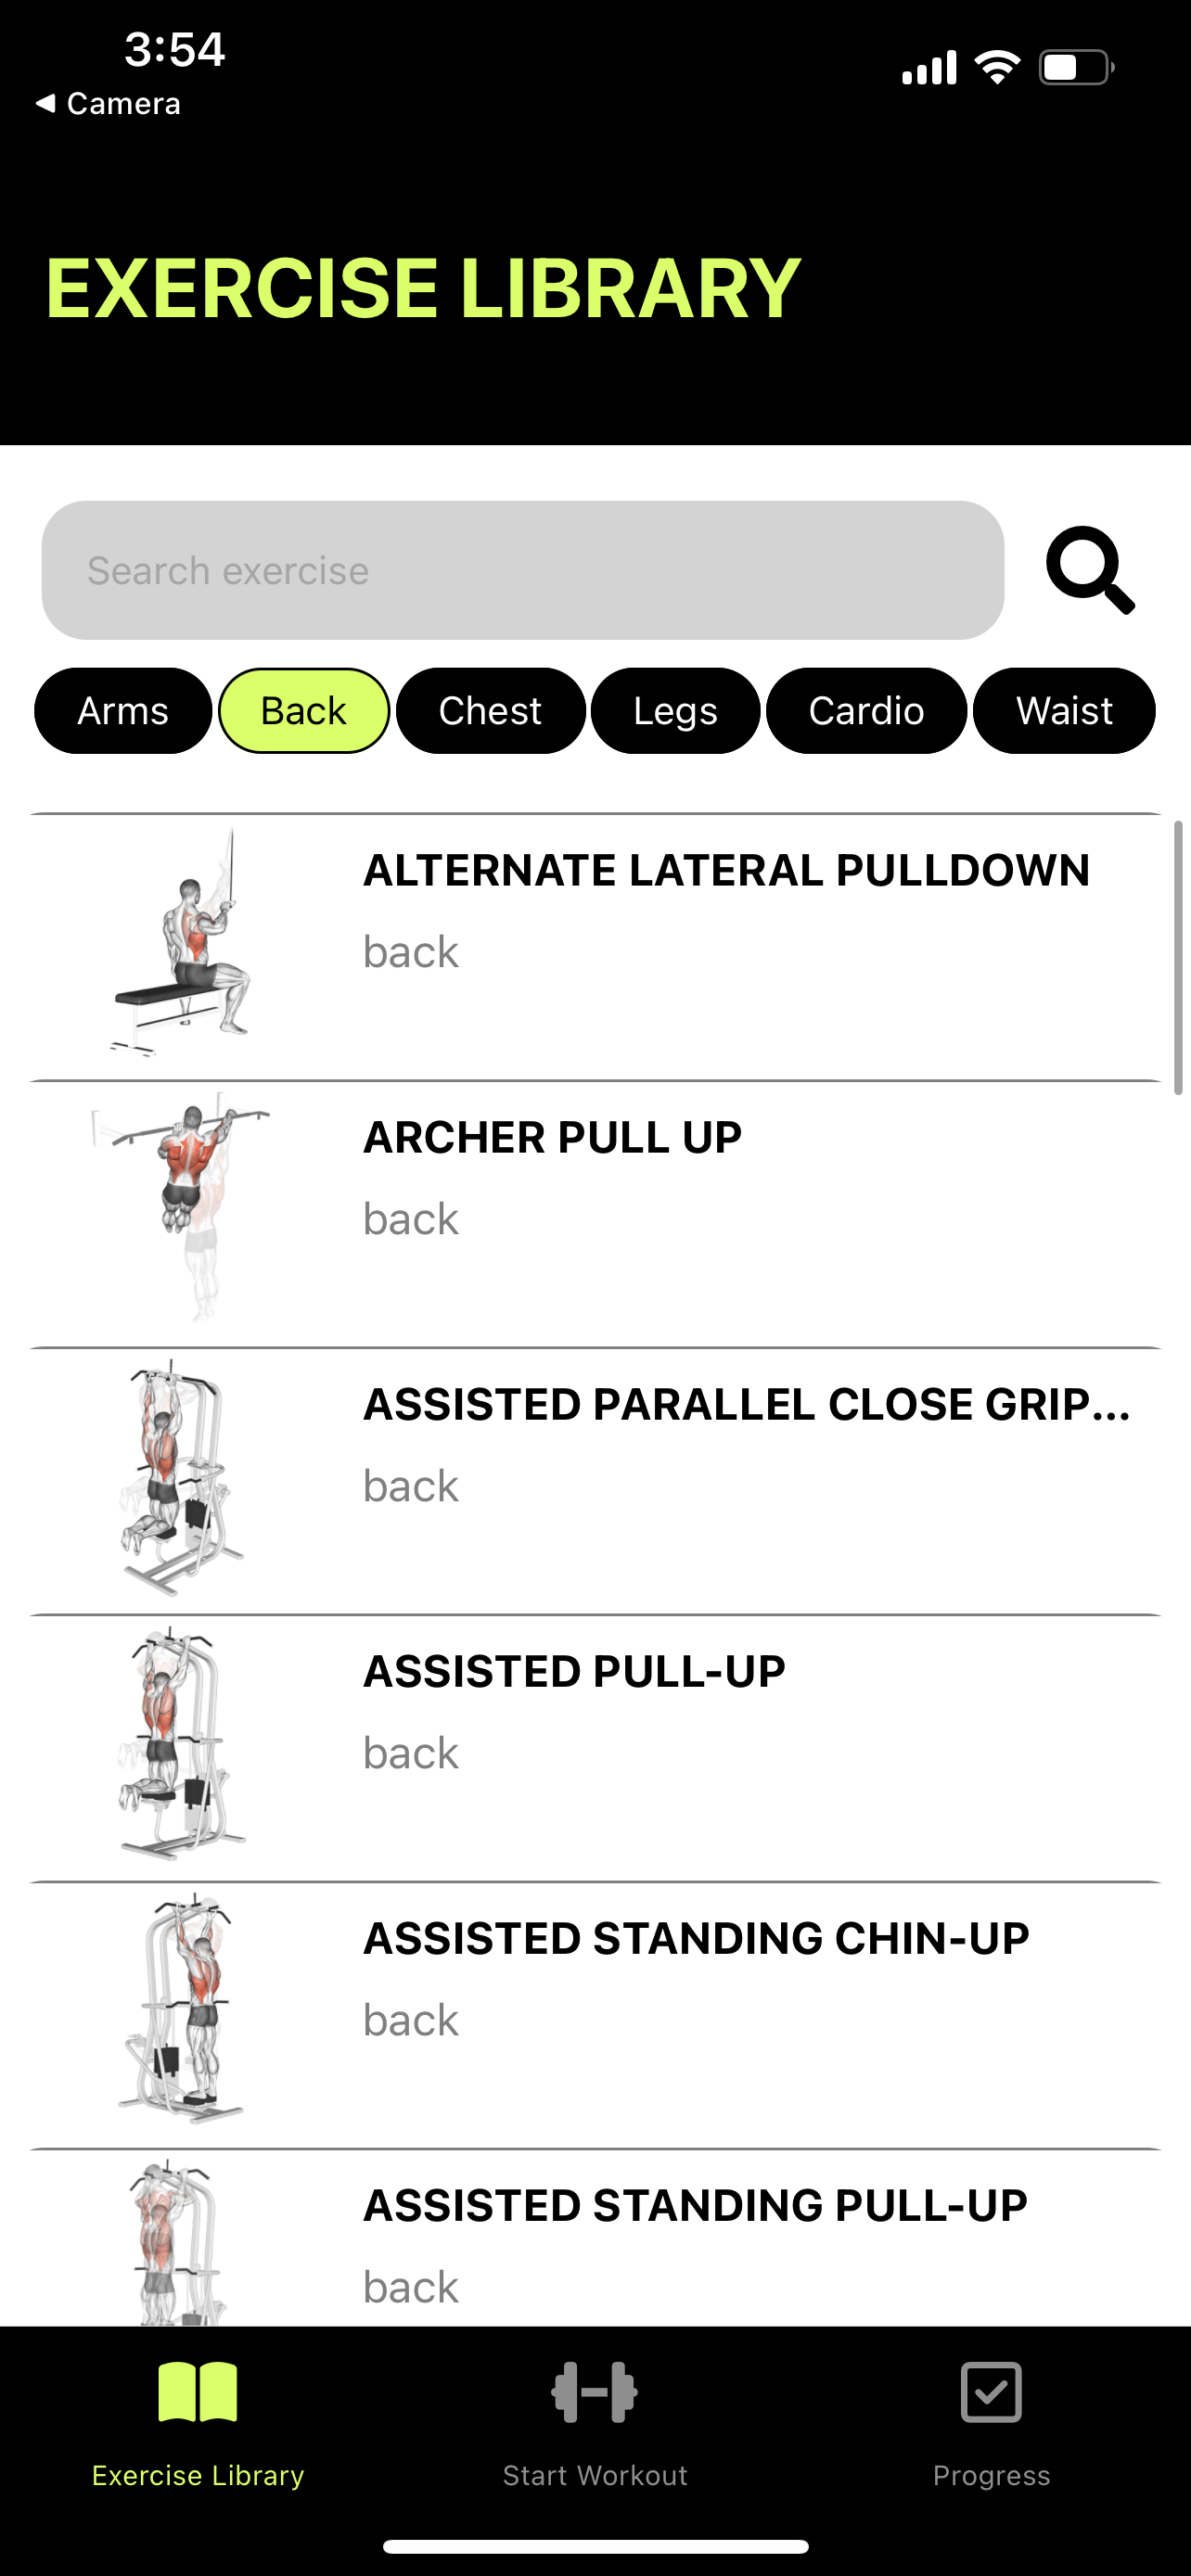 3:54
Camera
EXERCISE LIBRARY
Search exercise
Arms Back Chest Legs Cardio Waist
ALTERNATE LATERAL PULLDOWN
back
ARCHER PULL UP
back
ASSISTED PARALLEL CLOSE GRIP...
back
ASSISTED PULL-UP
back
ASSISTED STANDING CHIN-UP
back
ASSISTED STANDING PULL-UP
back
Exercise Library Start Workout Progress